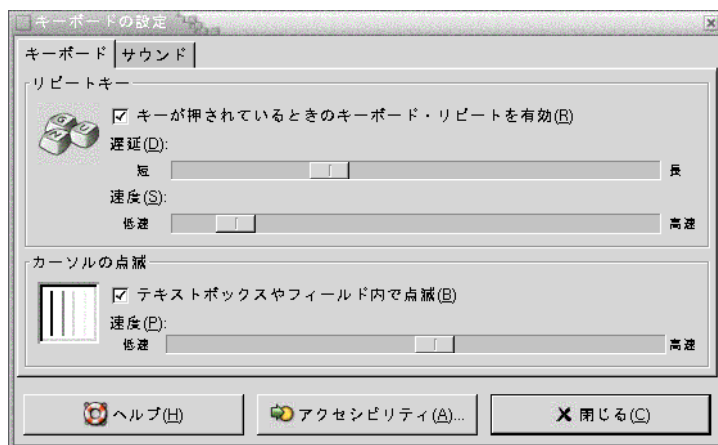 キーボードの設定
キーボード サウンド
リピートキー
G U N
キーが押されているときのキーボード・リピートを有効(R)
遅延(D):
短 長
速度(S):
低速 高速
カーソルの点滅
テキストボックスやフィールド内で点滅(B)
速度(P):
低速 高速
ヘルプ(H) アクセシビリティ(A)... 閉じる(C)